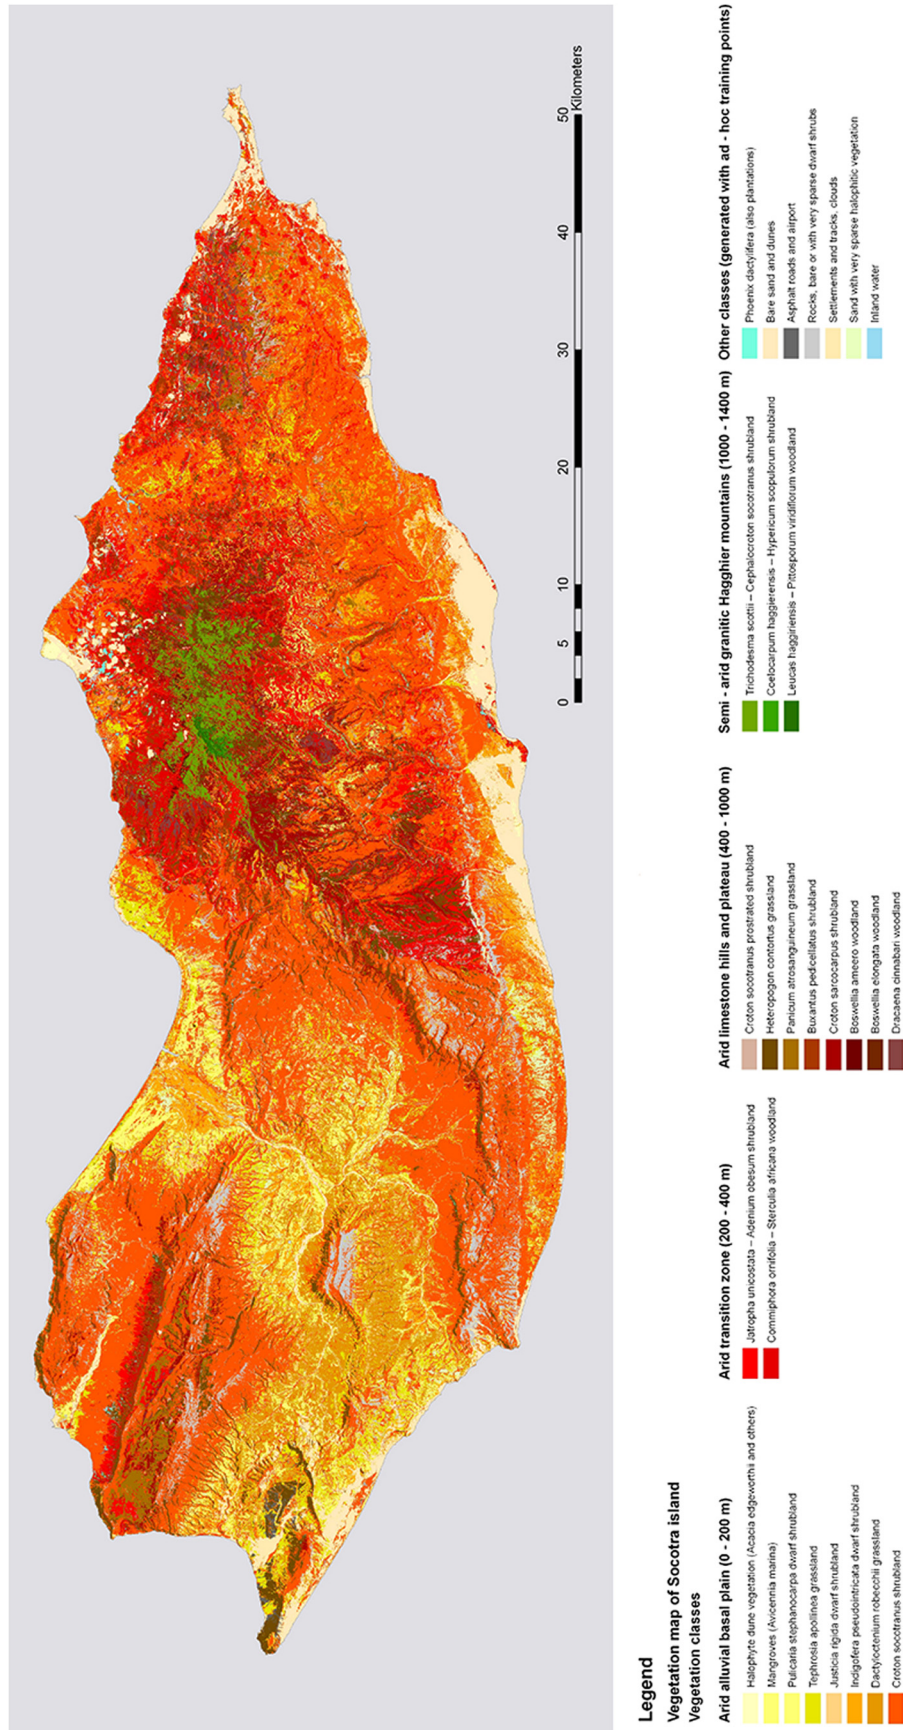 50
Kilometers
40
30
20
10
5
0
Legend
Vegetation map of Socotra island
Vegetation classes
Arid alluvial basal plain (0 - 200 m)
Halophyte dune vegetation (Acacia edgeworthii and others)
Mangroves (Avicennia marina)
Pulicaria stephanocarpa dwarf shrubland
Tephrosia apollinea grassland
Justicia rigida dwarf shrubland
Indigofera pseudointricata dwarf shrubland
Dactyloctenium robecchii grassland
Croton socotranus shrubland
Arid transition zone (200 - 400 m)
Jatropha unicostata – Adenium obesum shrubland
Commiphora ornifolia – Sterculia africana woodland
Arid limestone hills and plateau (400 - 1000 m)
Croton socotranus prostrated shrubland
Heteropogon contortus grassland
Panicum atrosanguineum grassland
Buxantus pedicellatus shrubland
Croton sarcocarpus shrubland
Boswellia ameero woodland
Boswellia elongata woodland
Dracaena cinnabari woodland
Semi - arid granitic Hagghier mountains (1000 - 1400 m)
Trichodesma scottii – Cephalocroton socotranus shrubland
Coelocarpum haggierensis – Hypericum scopulorum shrubland
Leucas haggiriensis – Pittosporum viridiflorum woodland
Other classes (generated with ad - hoc training points)
Phoenix dactylifera (also plantations)
Bare sand and dunes
Asphalt roads and airport
Rocks, bare or with very sparse dwarf shrubs
Settlements and tracks, clouds
Sand with very sparse halophitic vegetation
Inland water